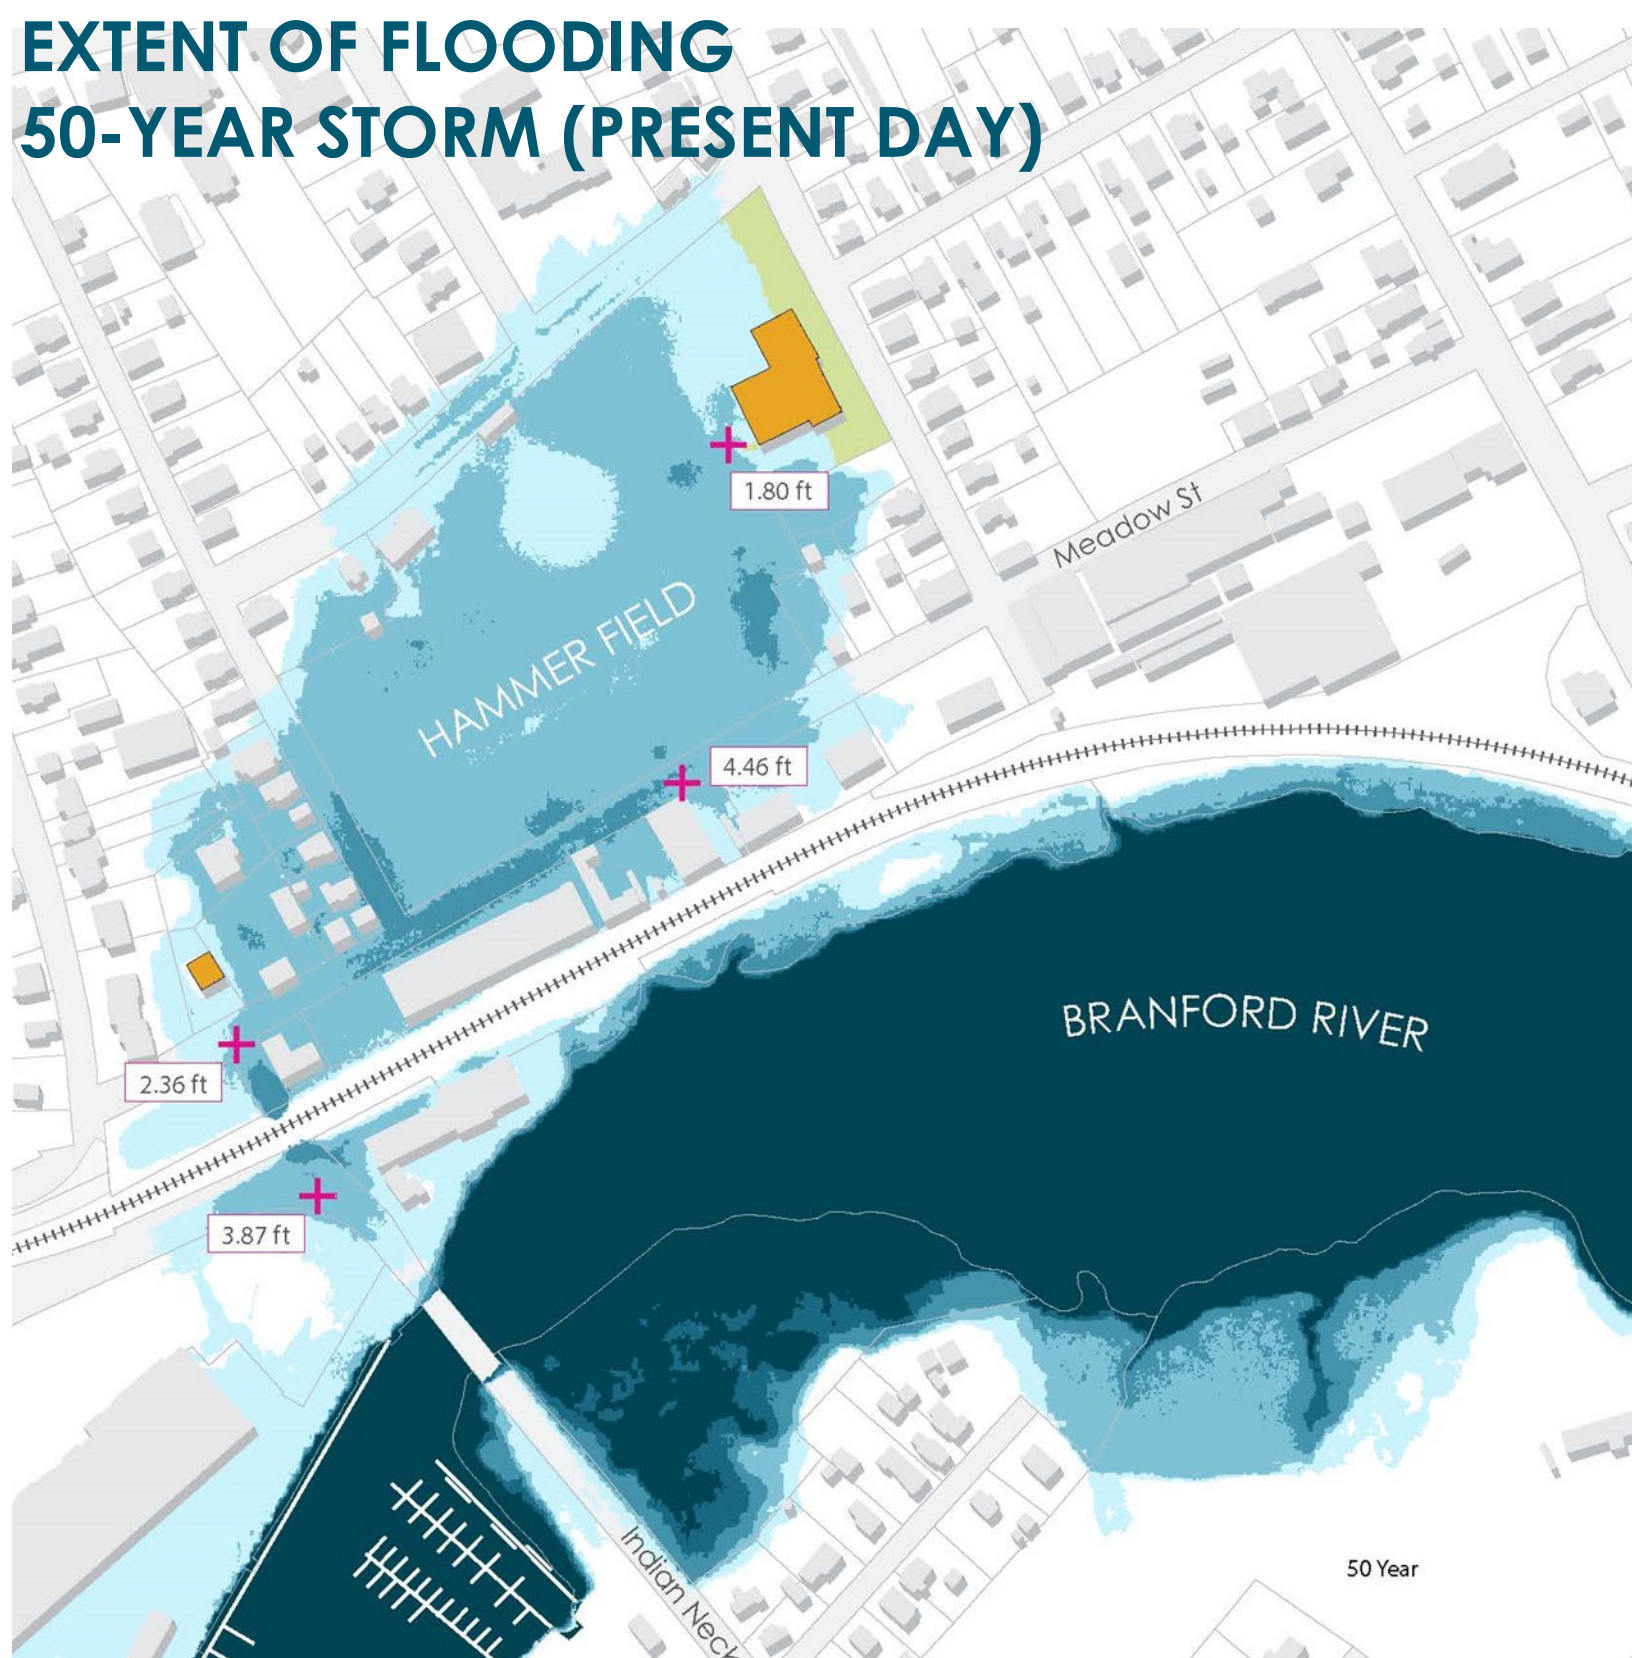 EXTENT OF FLOODING
50-YEAR STORM (PRESENT DAY)
1.80 ft
Meadow St
HAMMER FIELD
4.46 ft
BRANFORD RIVER
2.36 ft
3.87 ft
Indian Neck
50 Year